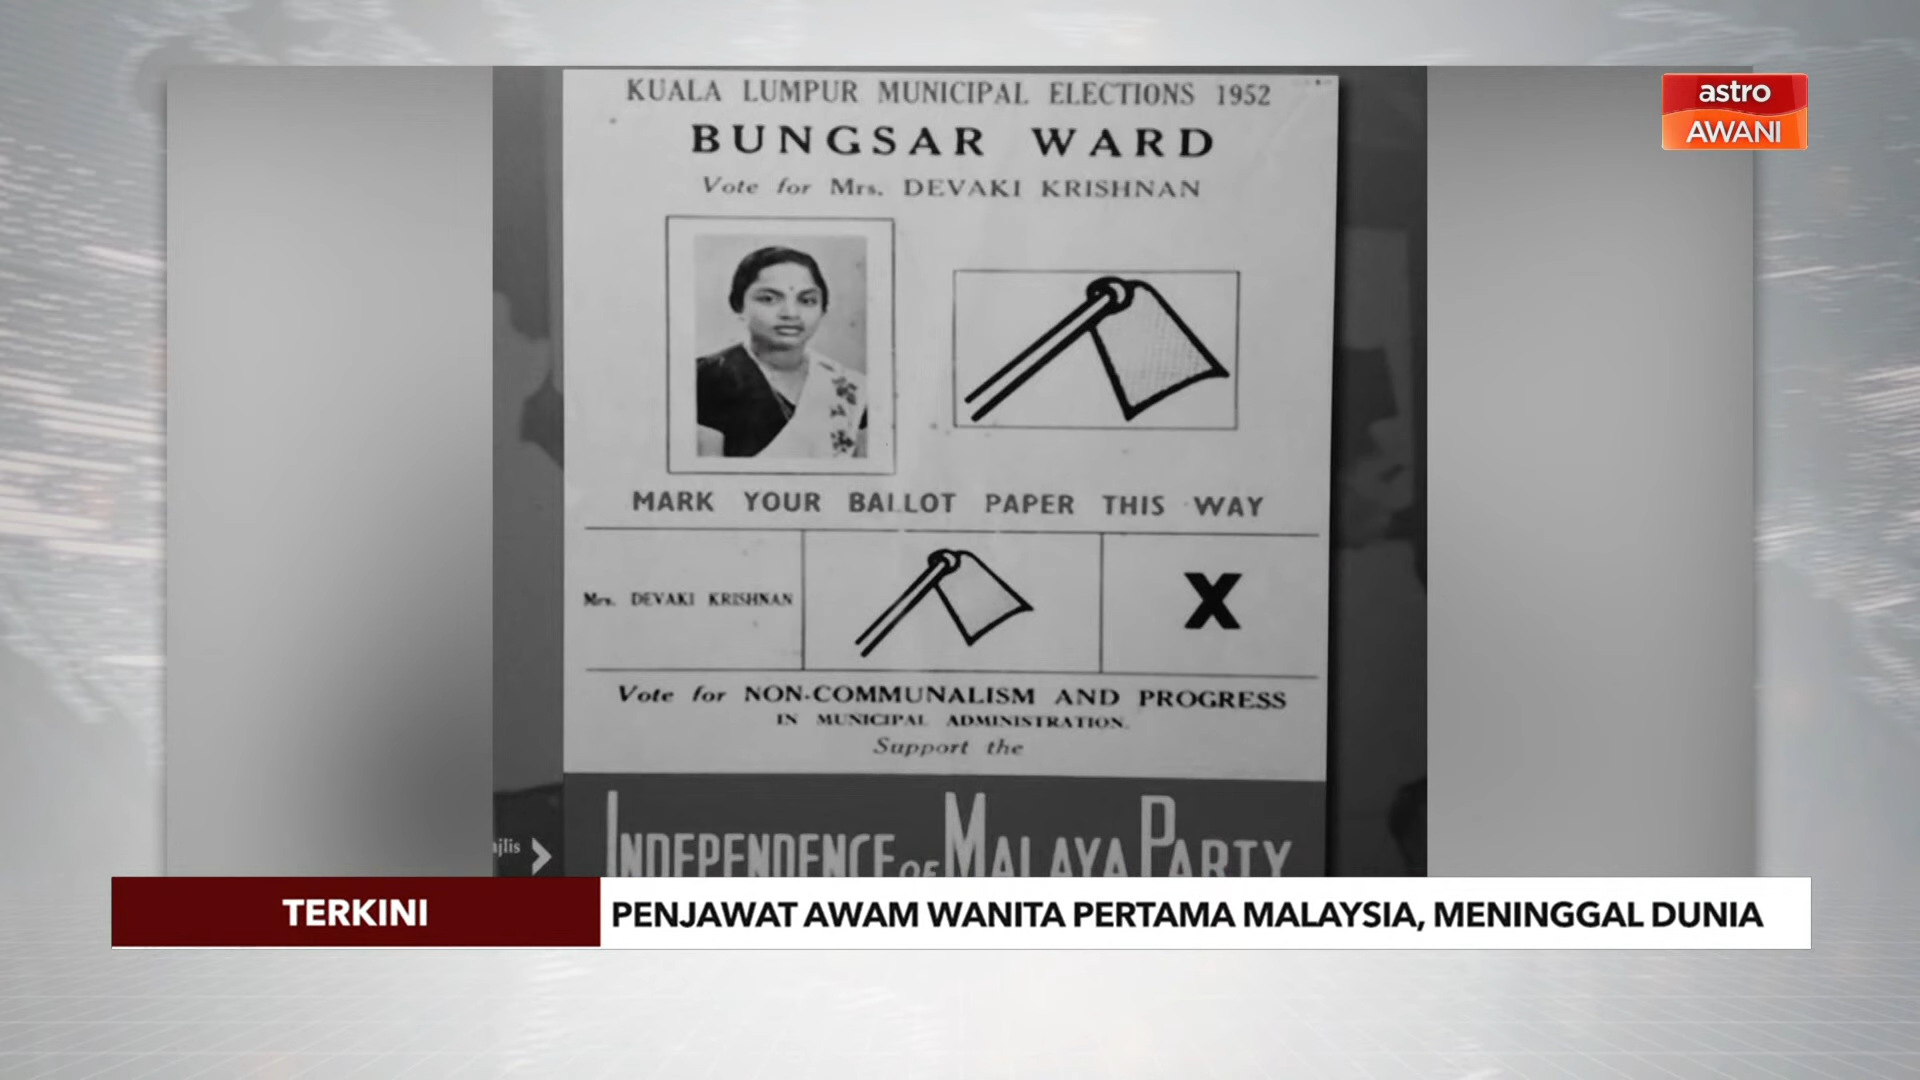 KUALA LUMPUR MUNICIPAL ELECTIONS 1952
BUNGSAR WARD
Vote for Mrs. DEVAKI KRISHNAN
MARK YOUR BALLOT PAPER THIS WAY
Mrs. DEVAKI KRISHNAN
X
Vote for NON-COMMUNALISM AND PROGRESS
IN MUNICIPAL ADMINISTRATION.
Support the
INDEPENDENCE OF MALAYA PARTY
astro
AWANI
TERKINI
PENJAWAT AWAM WANITA PERTAMA MALAYSIA, MENINGGAL DUNIA